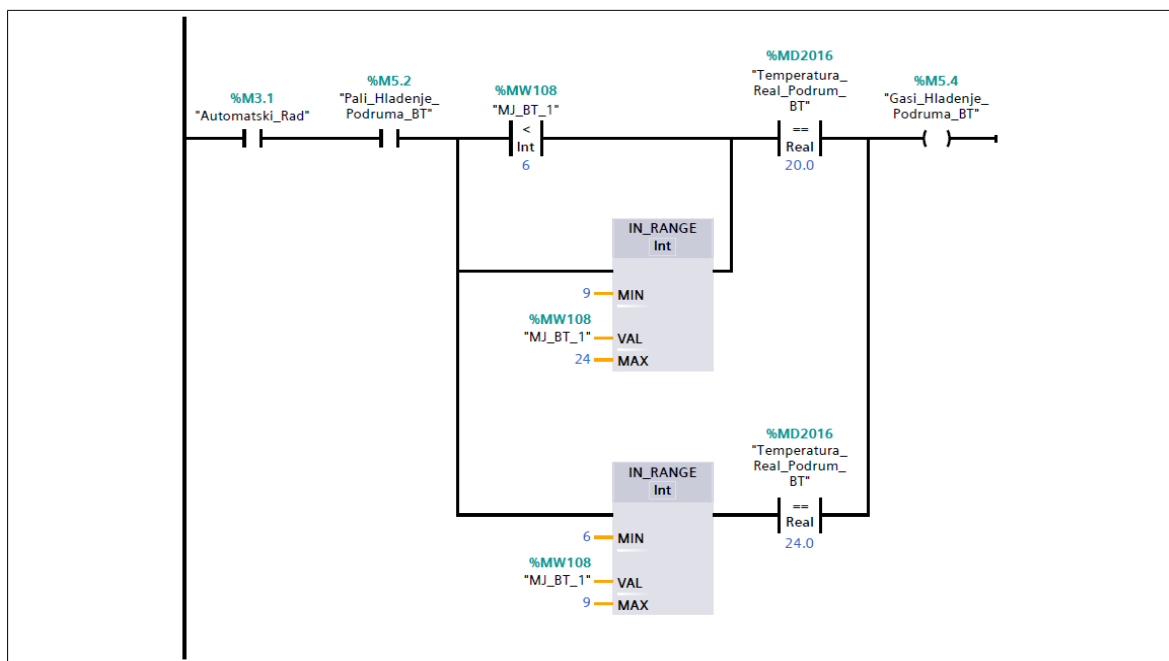 %M3.1
"Automatski_Rad"
%M5.2
"Pali_Hladenje_
Podruma_BT"
%MW108
"MJ_BT_1"
<
Int
6
%MD2016
"Temperatura_
Real_Podrum_
BT"
==
Real
20.0
%M5.4
"Gasi_Hladenje_
Podruma_BT"
IN_RANGE
Int
9 MIN
%MW108
"MJ_BT_1" VAL
24 MAX
IN_RANGE
Int
6 MIN
%MW108
"MJ_BT_1" VAL
9 MAX
%MD2016
"Temperatura_
Real_Podrum_
BT"
==
Real
24.0